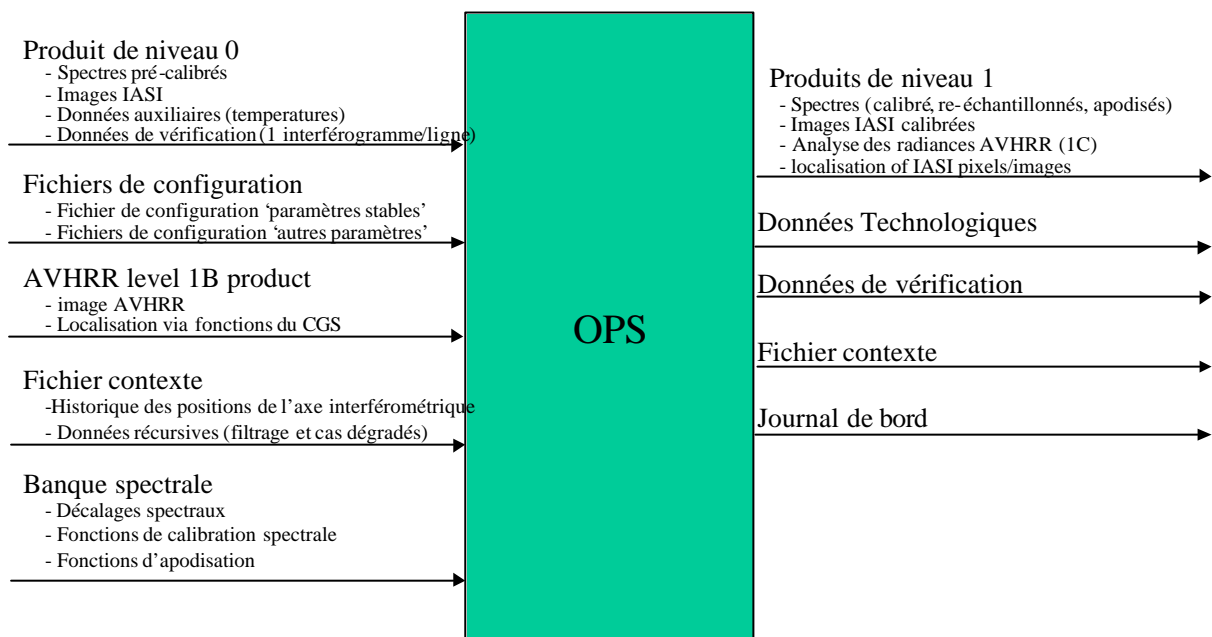 Produit de niveau 0
- Spectres pré-calibrés
- Images IASI
- Données auxiliaires (temperatures)
- Données de vérification (1 interférogramme/ligne)
Fichiers de configuration
- Fichier de configuration ‘paramètres stables’
- Fichiers de configuration ‘autres paramètres’
AVHRR level 1B product
- image AVHRR
- Localisation via fonctions du CGS
Fichier contexte
-Historique des positions de l’axe interférométrique
- Données récursives (filtrage et cas dégradés)
Banque spectrale
- Décalages spectraux
- Fonctions de calibration spectrale
- Fonctions d’apodisation
OPS
Produits de niveau 1
- Spectres (calibré, re-échantillonnés, apodisés)
- Images IASI calibrées
- Analyse des radiances AVHRR (1C)
- localisation of IASI pixels/images
Données Technologiques
Données de vérification
Fichier contexte
Journal de bord